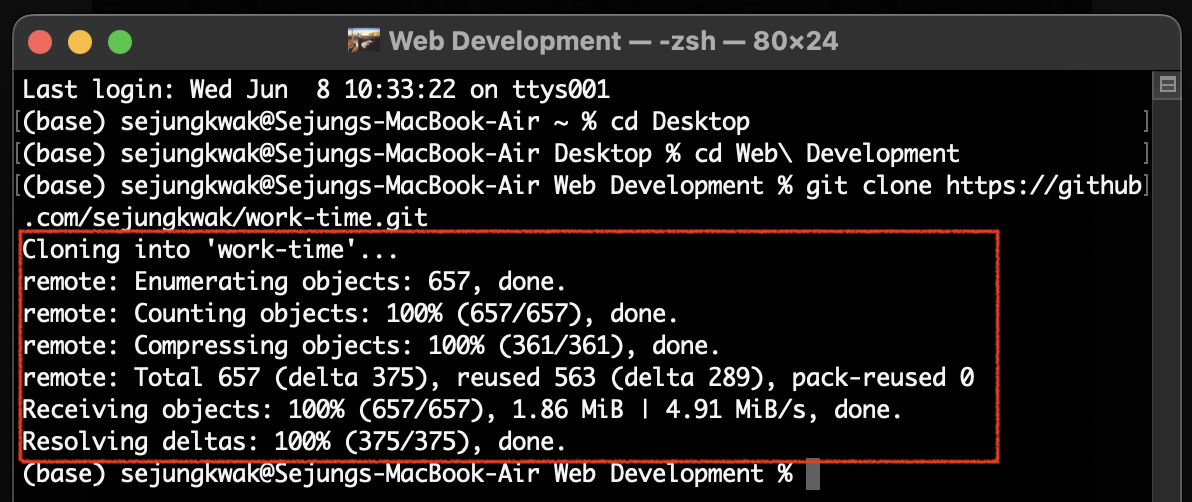 Web Development — -zsh — 80×24
Last login: Wed Jun  8 10:33:22 on ttys001
[(base) sejungkwak@Sejungs-MacBook-Air ~ % cd Desktop ]
[(base) sejungkwak@Sejungs-MacBook-Air Desktop % cd Web\ Development ]
[(base) sejungkwak@Sejungs-MacBook-Air Web Development % git clone https://github]
.com/sejungkwak/work-time.git
Cloning into 'work-time'...
remote: Enumerating objects: 657, done.
remote: Counting objects: 100% (657/657), done.
remote: Compressing objects: 100% (361/361), done.
remote: Total 657 (delta 375), reused 563 (delta 289), pack-reused 0
Receiving objects: 100% (657/657), 1.86 MiB | 4.91 MiB/s, done.
Resolving deltas: 100% (375/375), done.
(base) sejungkwak@Sejungs-MacBook-Air Web Development %